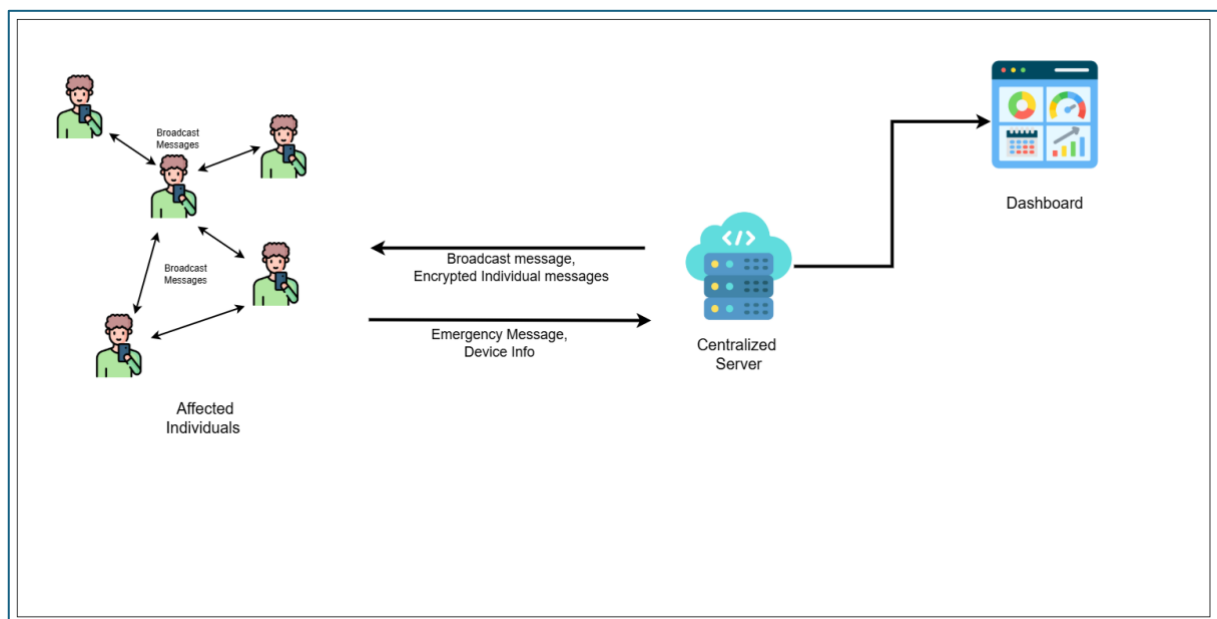 Broadcast
Messages
Broadcast
Messages
Affected
Individuals
Broadcast message,
Encrypted Individual messages
Emergency Message,
Device Info
</>
Centralized
Server
Dashboard